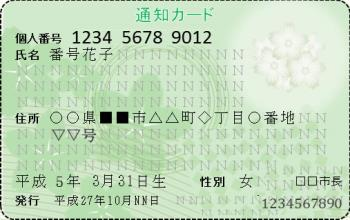 通知カード
個人番号 1234 5678 9012
氏名 番号花子
住所 ○○県■■市△△町◇丁目○番地
▽▽号
平成 5年 3月31日生 性別 女 □□市長
発行 平成27年10月NN日 1234567890